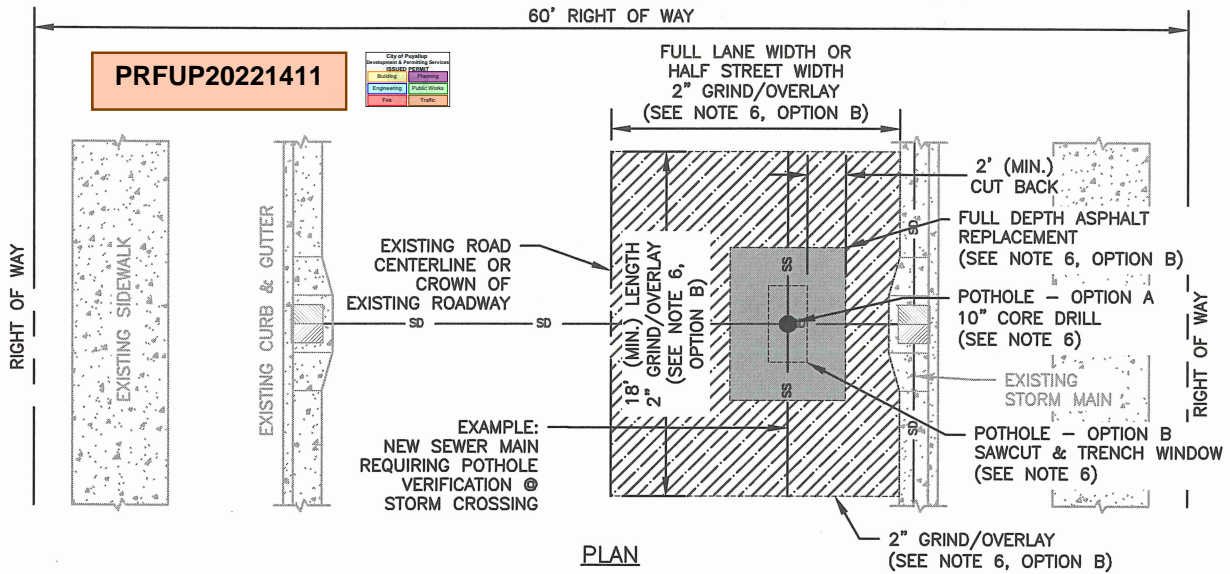 60' RIGHT OF WAY
PRFUP20221411
City of Puyallup
Development & Permitting Services
ISSUED PERMIT
Building
Planning
Engineering
Public Works
Fire
Traffic
FULL LANE WIDTH OR
HALF STREET WIDTH
2" GRIND/OVERLAY
(SEE NOTE 6, OPTION B)
2' (MIN.)
CUT BACK
FULL DEPTH ASPHALT
REPLACEMENT
(SEE NOTE 6, OPTION B)
POTHOLE – OPTION A
10" CORE DRILL
(SEE NOTE 6)
EXISTING
STORM MAIN
POTHOLE – OPTION B
SAWCUT & TRENCH WINDOW
(SEE NOTE 6)
2" GRIND/OVERLAY
(SEE NOTE 6, OPTION B)
RIGHT OF WAY
EXISTING SIDEWALK
EXISTING CURB & GUTTER
EXISTING ROAD
CENTERLINE OR
CROWN OF
EXISTING ROADWAY
SD
SD
18' (MIN.) LENGTH
2" GRIND/OVERLAY
(SEE NOTE 6,
OPTION B)
SS
SS
SD
SD
RIGHT OF WAY
EXAMPLE:
NEW SEWER MAIN
REQUIRING POTHOLE
VERIFICATION @
STORM CROSSING
PLAN